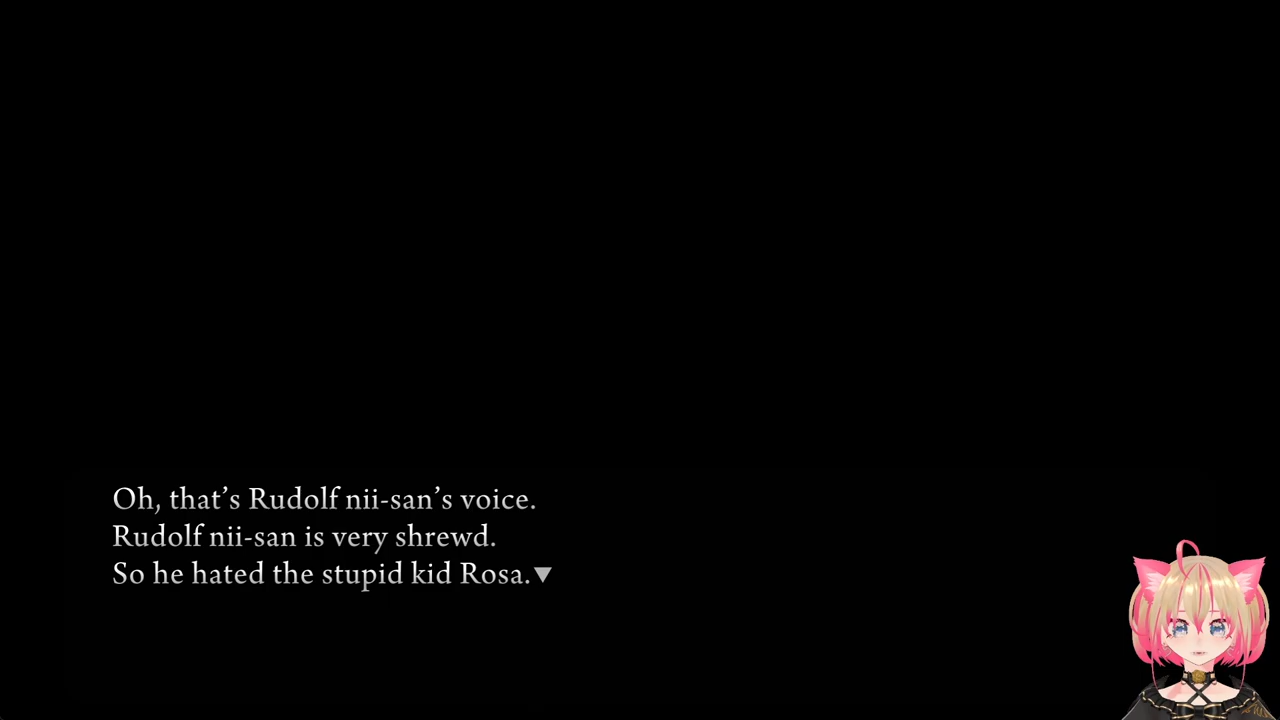 Oh, that’s Rudolf nii-san’s voice.
Rudolf nii-san is very shrewd.
So he hated the stupid kid Rosa.